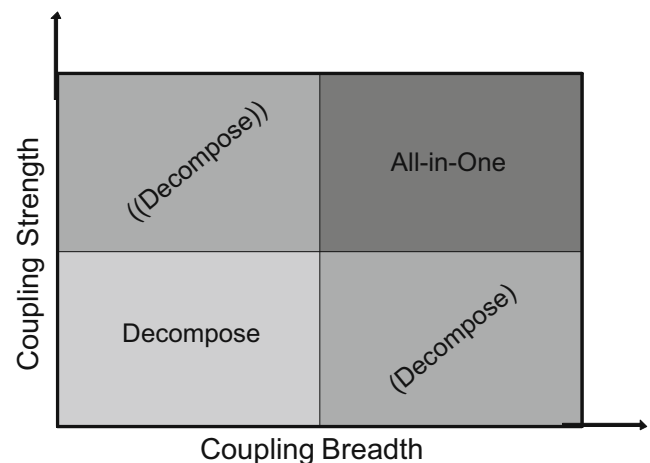 Coupling Strength
((Decompose))
All-in-One
Decompose
(Decompose)
Coupling Breadth